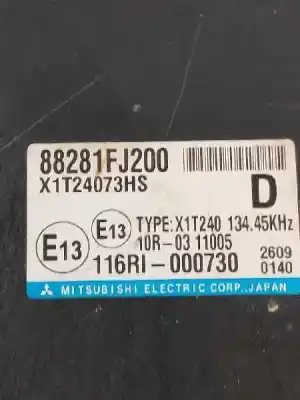 88281FJ200
X1T24073HS
D
E13
E13
TYPE:X1T240 134.45KHz
10R-03 11005
116RI-000730
2609
0140
MITSUBISHI ELECTRIC CORP., JAPAN